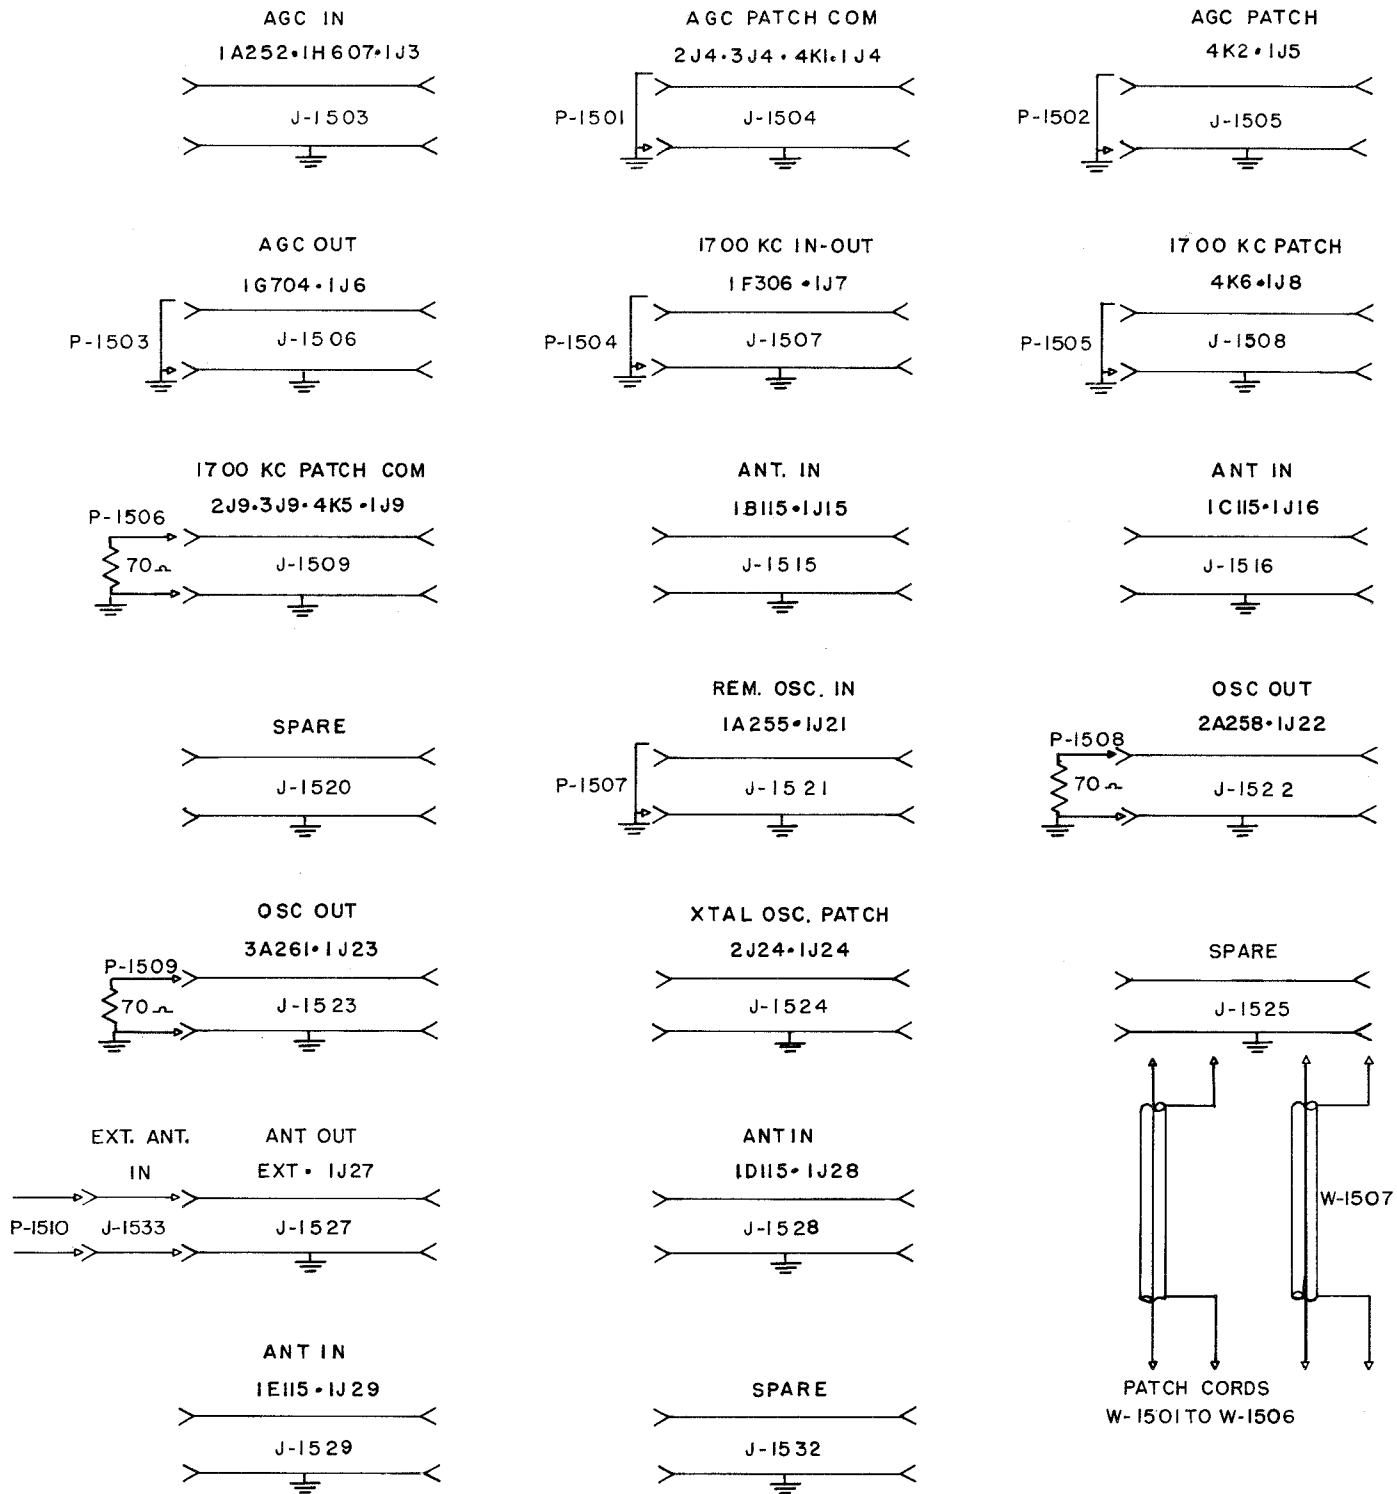 AGC IN
1A252•1H607•1J3
J-1503
AGC PATCH COM
2J4•3J4•4K1•1J4
P-1501
J-1504
AGC PATCH
4K2•1J5
P-1502
J-1505
AGC OUT
1G704•1J6
P-1503
J-1506
1700 KC IN-OUT
1F306•1J7
P-1504
J-1507
1700 KC PATCH
4K6•1J8
P-1505
J-1508
1700 KC PATCH COM
2J9•3J9•4K5•1J9
P-1506
70Ω
J-1509
ANT. IN
1B115•1J15
J-1515
ANT IN
1C115•1J16
J-1516
SPARE
J-1520
REM. OSC. IN
1A255•1J21
P-1507
J-1521
OSC OUT
2A258•1J22
P-1508
70Ω
J-1522
OSC OUT
3A261•1J23
P-1509
70Ω
J-1523
XTAL OSC. PATCH
2J24•1J24
J-1524
SPARE
J-1525
EXT. ANT.
IN
P-1510
J-1533
ANT OUT
EXT• 1J27
J-1527
ANT IN
1D115•1J28
J-1528
W-1507
ANT IN
1E115•1J29
J-1529
SPARE
J-1532
PATCH CORDS
W-1501 TO W-1506